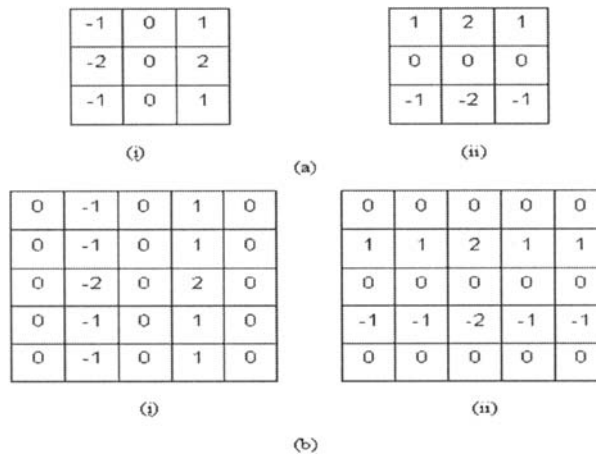 -1 0 1 1 2 1
-2 0 2 0 0 0
-1 0 1 -1 -2 -1
(i) (ii)
(a)
0 -1 0 1 0 0 0 0 0 0
0 -1 0 1 0 1 1 2 1 1
0 -2 0 2 0 0 0 0 0 0
0 -1 0 1 0 -1 -1 -2 -1 -1
0 -1 0 1 0 0 0 0 0 0
(i) (ii)
(b)